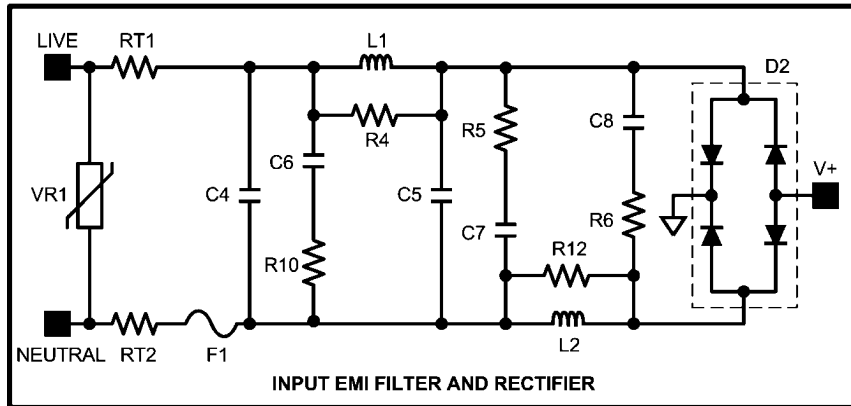 LIVE
RT1
L1
D2
R4
R5
C8
C6
V+
VR1
C4
C5
C7
R6
R10
R12
NEUTRAL
RT2
F1
L2
INPUT EMI FILTER AND RECTIFIER